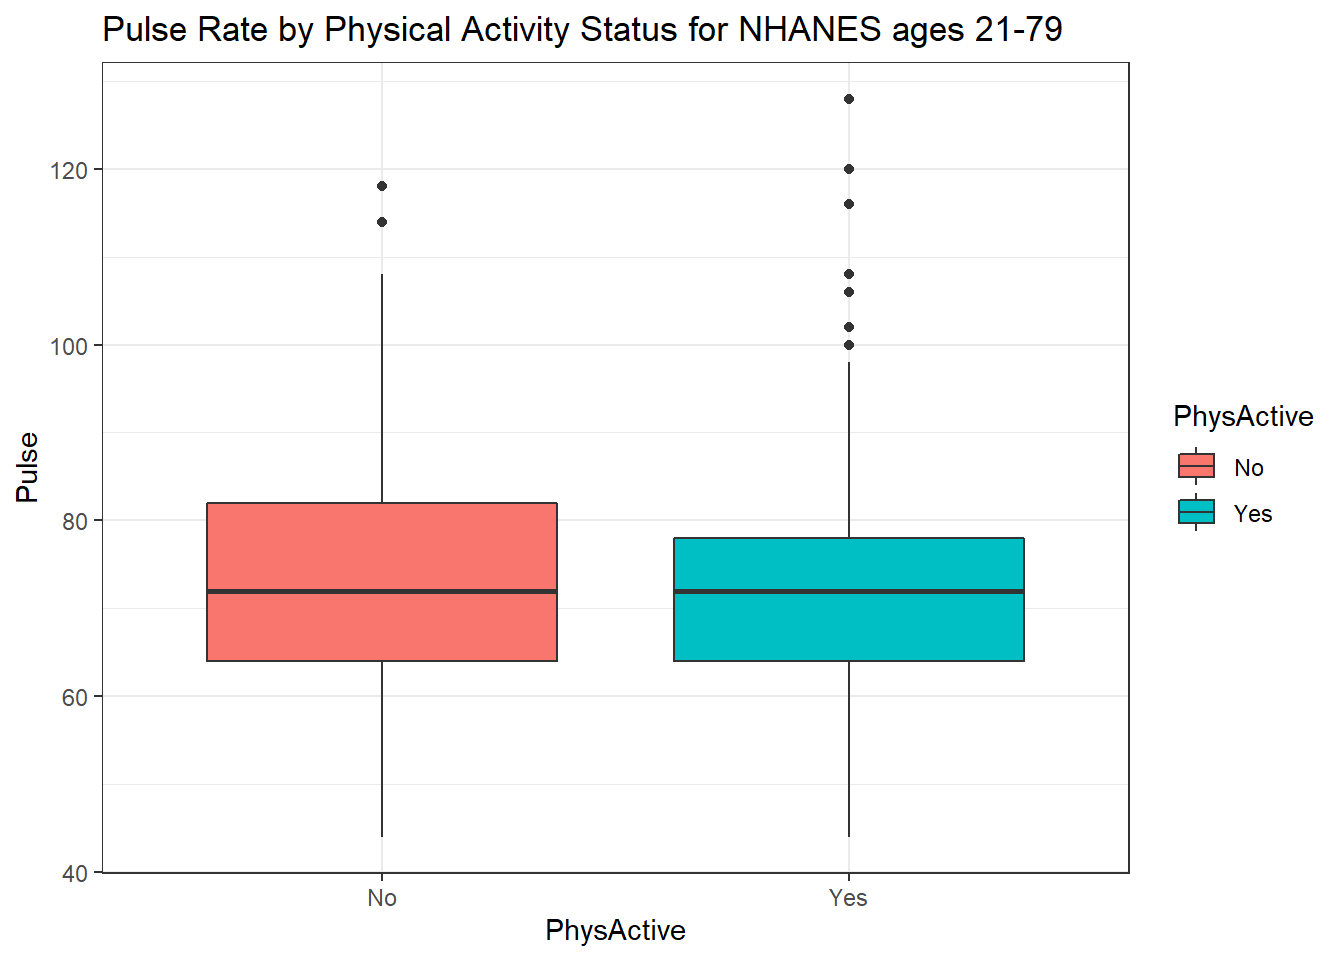 Pulse Rate by Physical Activity Status for NHANES ages 21-79
120
100
80
60
40
Pulse
No
Yes
PhysActive
PhysActive
No
Yes